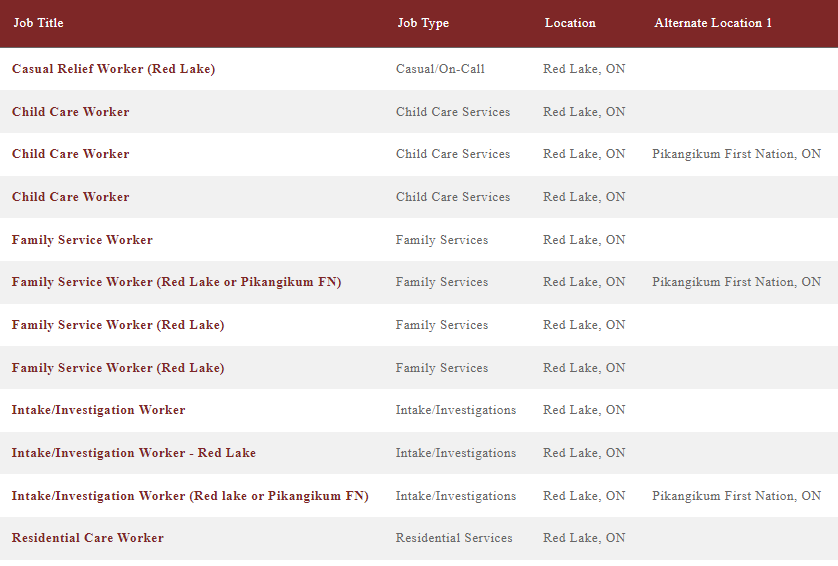 Job Title Job Type Location Alternate Location 1
Casual Relief Worker (Red Lake) Casual/On-Call Red Lake, ON
Child Care Worker Child Care Services Red Lake, ON
Child Care Worker Child Care Services Red Lake, ON Pikangikum First Nation, ON
Child Care Worker Child Care Services Red Lake, ON
Family Service Worker Family Services Red Lake, ON
Family Service Worker (Red Lake or Pikangikum FN) Family Services Red Lake, ON Pikangikum First Nation, ON
Family Service Worker (Red Lake) Family Services Red Lake, ON
Family Service Worker (Red Lake) Family Services Red Lake, ON
Intake/Investigation Worker Intake/Investigations Red Lake, ON
Intake/Investigation Worker - Red Lake Intake/Investigations Red Lake, ON
Intake/Investigation Worker (Red lake or Pikangikum FN) Intake/Investigations Red Lake, ON Pikangikum First Nation, ON
Residential Care Worker Residential Services Red Lake, ON